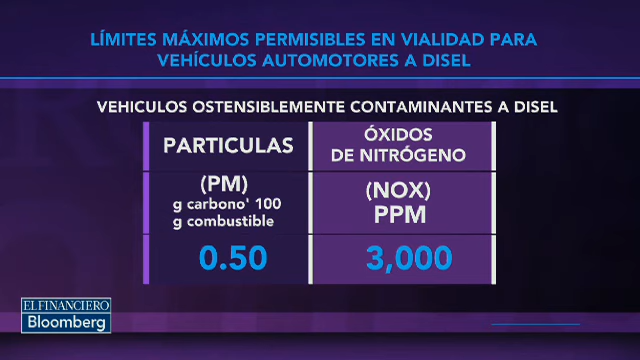 LÍMITES MÁXIMOS PERMISIBLES EN VIALIDAD PARA
VEHÍCULOS AUTOMOTORES A DISEL
VEHICULOS OSTENSIBLEMENTE CONTAMINANTES A DISEL
PARTICULAS
ÓXIDOS
DE NITRÓGENO
(PM)
g carbono' 100
g combustible
(NOX)
PPM
0.50
3,000
EL FINANCIERO
Bloomberg